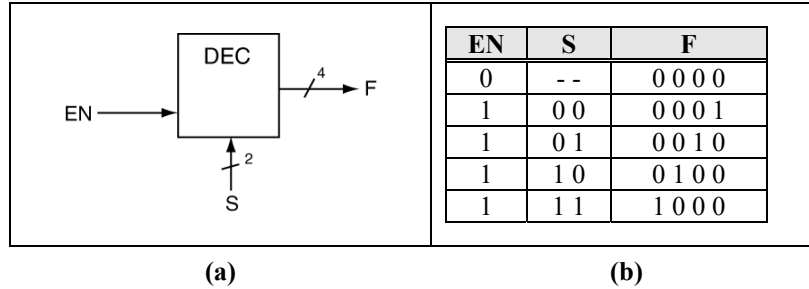 DEC
4
F
EN
2
S
EN S F
0 - - 0 0 0 0
1 0 0 0 0 0 1
1 0 1 0 0 1 0
1 1 0 0 1 0 0
1 1 1 1 0 0 0
(a) (b)